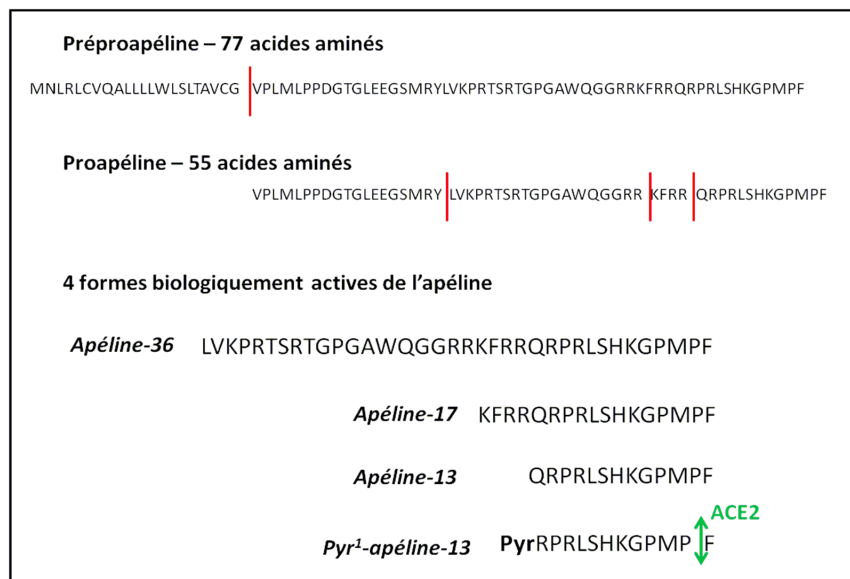 Préproapéline – 77 acides aminés
MNLRLCVQALLLLWLSLTAVCG VPLMLPPDGTGLEEGSMRYLVKPRTSRTGPGAWQGGRRKFRRQRPRLSHKGPMPF
Proapéline – 55 acides aminés
VPLMLPPDGTGLEEGSMRY LVKPRTSRTGPGAWQGGRR KFRR QRPRLSHKGPMPF
4 formes biologiquement actives de l’apéline
Apéline-36 LVKPRTSRTGPGAWQGGRRKFRRQRPRLSHKGPMPF
Apéline-17 KFRRQRPRLSHKGPMPF
Apéline-13 QRPRLSHKGPMPF
ACE2
Pyr¹-apéline-13 PyrRPRLSHKGPMP F